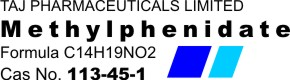 TAJ PHARMACEUTICALS LIMITED
Methylphenidate
Formula C14H19NO2
Cas No. 113-45-1